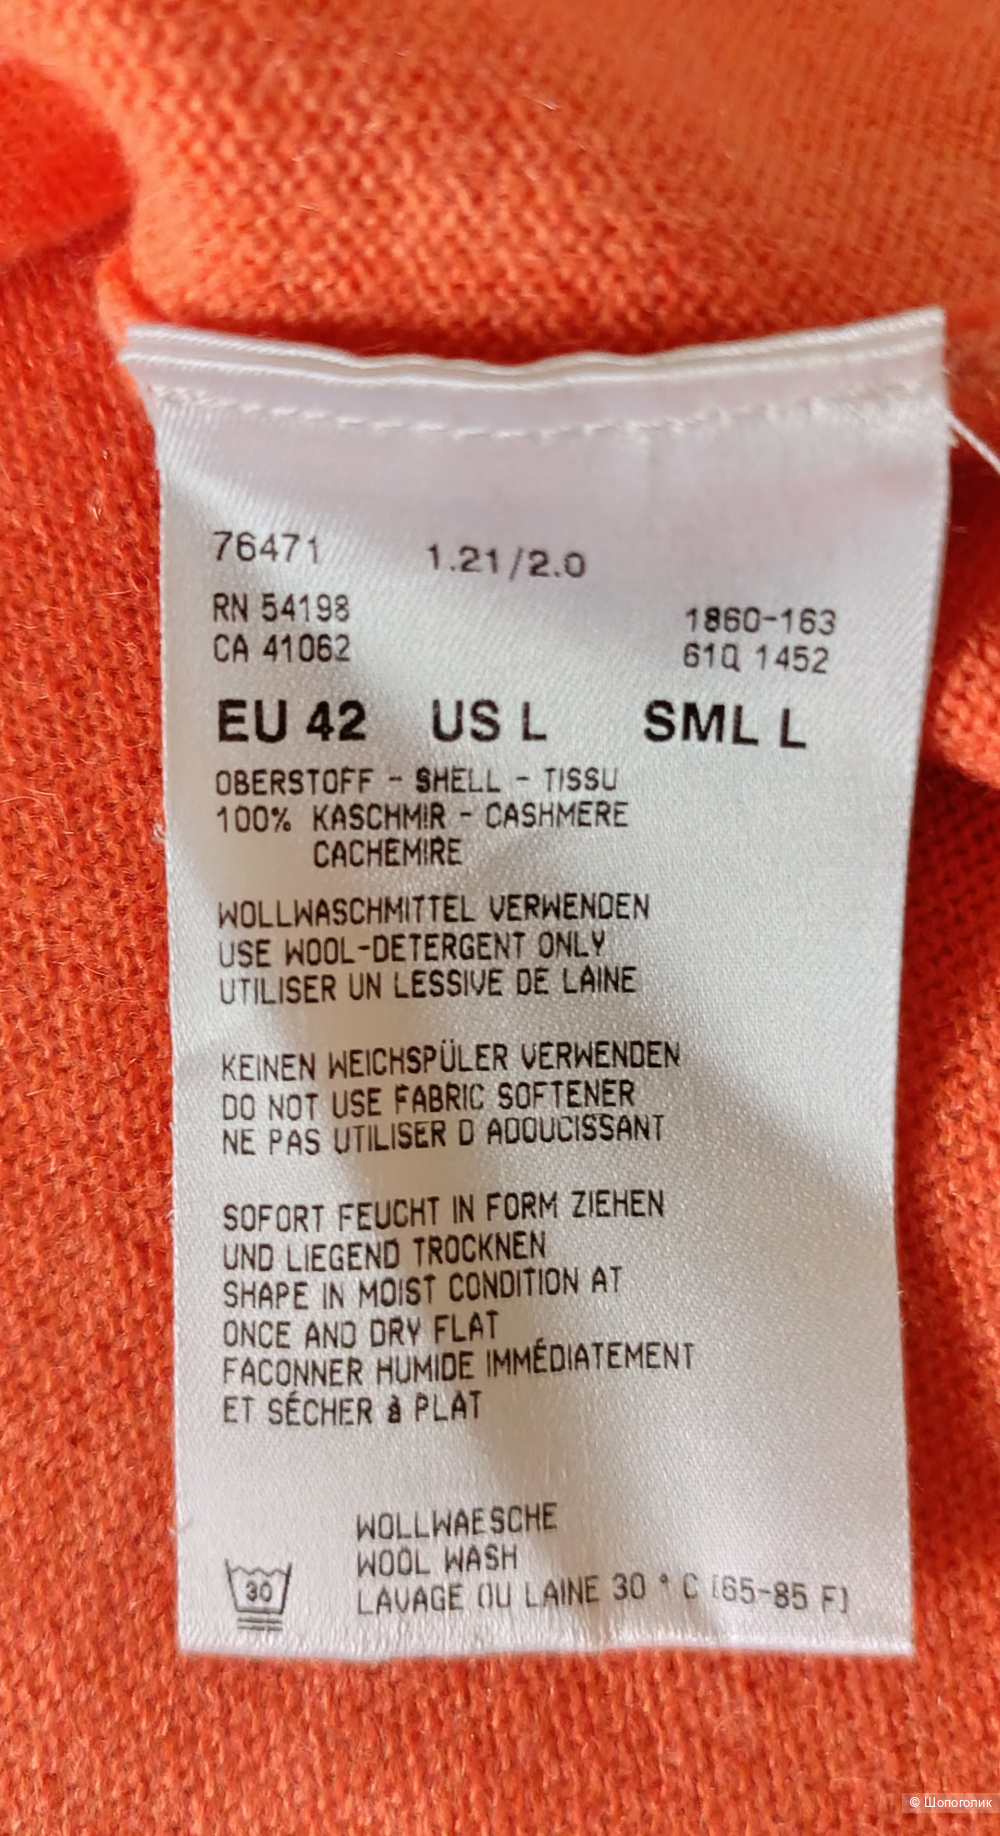 76471 1.21/2.0
RN 54198 1860-163
CA 41062 61Q 1452
EU 42 US L SML L
OBERSTOFF - SHELL - TISSU
100% KASCHMIR - CASHMERE
CACHEMIRE
WOLLWASCHMITTEL VERWENDEN
USE WOOL-DETERGENT ONLY
UTILISER UN LESSIVE DE LAINE
KEINEN WEICHSPÜLER VERWENDEN
DO NOT USE FABRIC SOFTENER
NE PAS UTILISER D ADOUCISSANT
SOFORT FEUCHT IN FORM ZIEHEN
UND LIEGEND TROCKNEN
SHAPE IN MOIST CONDITION AT
ONCE AND DRY FLAT
FACONNER HUMIDE IMMÉDIATEMENT
ET SÉCHER à PLAT
WOLLWAESCHE
WOOL WASH
30 LAVAGE OU LAINE 30 ° C [65-85 F]
© Шопоголик